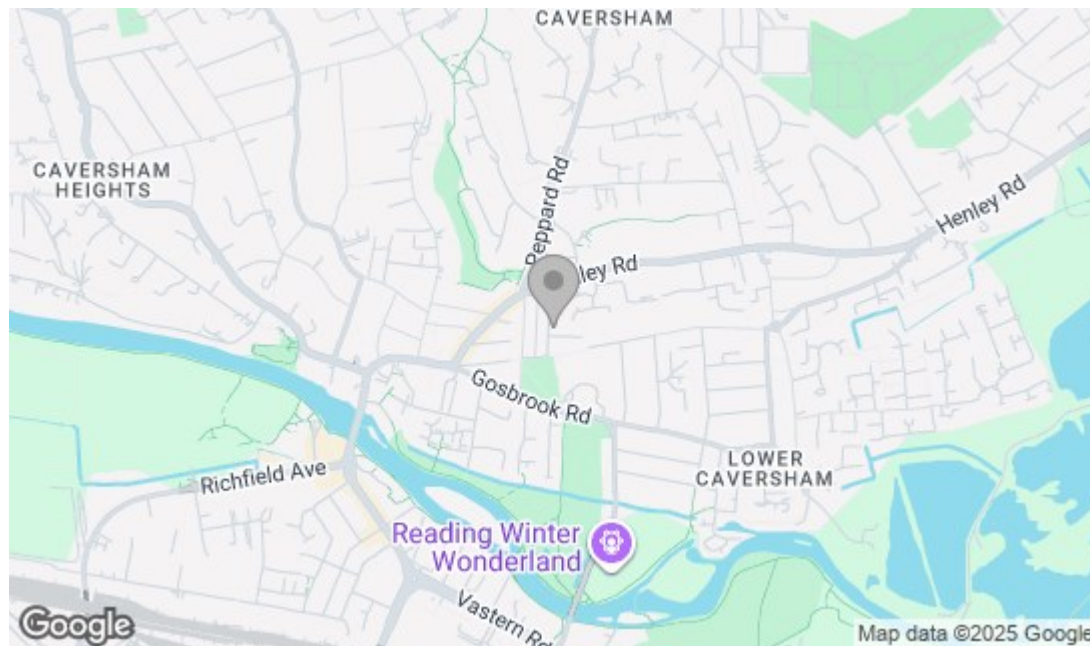 CAVERSHAM
CAVERSHAM
HEIGHTS
Peppard Rd
Henley Rd
ley Rd
Gosbrook Rd
LOWER
CAVERSHAM
Richfield Ave
Reading Winter
Wonderland
Vastern Rd
Google
Map data ©2025 Google